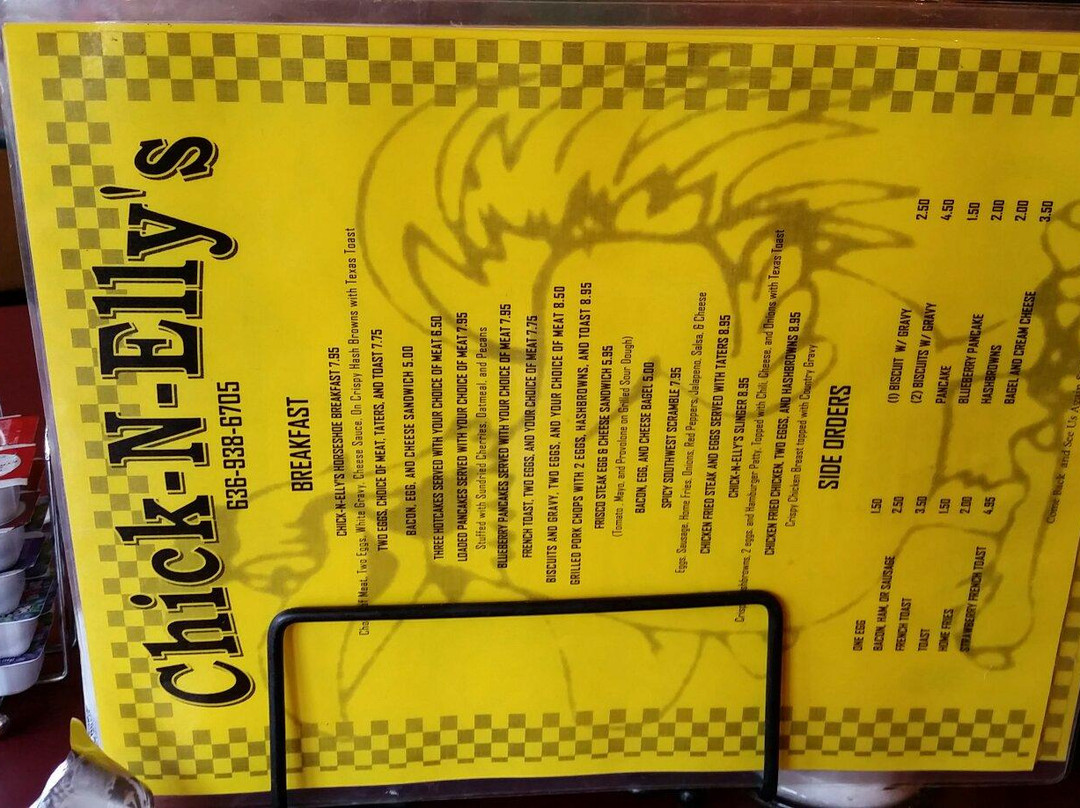 Chick-N-Elly's
636-938-6705
BREAKFAST
CHICK-N-ELLY'S HORSESHOE BREAKFAST 7.95
of Meat, Two Eggs, White Gravy, Cheese Sauce, On Crispy Hash Browns with Texas Toast
TWO EGGS, CHOICE OF MEAT, TATERS, AND TOAST 7.75
BACON, EGG, AND CHEESE SANDWICH 5.00
THREE HOTCAKES SERVED WITH YOUR CHOICE OF MEAT 6.50
LOADED PANCAKES SERVED WITH YOUR CHOICE OF MEAT 7.95
Stuffed with Sundried Cherries, Oatmeal, and Pecans
BLUEBERRY PANCAKES SERVED WITH YOUR CHOICE OF MEAT 7.95
FRENCH TOAST, TWO EGGS, AND YOUR CHOICE OF MEAT 7.75
BISCUITS AND GRAVY, TWO EGGS, AND YOUR CHOICE OF MEAT 8.50
GRILLED PORK CHOPS WITH 2 EGGS, HASHBROWNS, AND TOAST 8.95
FRISCO STEAK EGG & CHEESE SANDWICH 5.95
(Tomato, Mayo, and Provolone on Grilled Sour Dough)
BACON, EGG, AND CHEESE BAGEL 5.00
SPICY SOUTHWEST SCRAMBLE 7.95
Eggs, Sausage, Home Fries, Onions, Red Peppers, Jalapeno, Salsa, & Cheese
CHICKEN FRIED STEAK AND EGGS SERVED WITH TATERS 8.95
CHICK-N-ELLY'S SLINGER 8.95
2 eggs, and Hamburger Patty, Topped with Chili, Cheese, and Onions with Texas Toast
CHICKEN FRIED CHICKEN, TWO EGGS, AND HASHBROWNS 8.95
Crispy Chicken Breast topped with Country Gravy
SIDE ORDERS
ONE EGG 1.50
BACON, HAM, OR SAUSAGE 2.50
FRENCH TOAST 3.50
TOAST 1.50
HOME FRIES 2.00
STRAWBERRY FRENCH TOAST 4.95
(1) BISCUIT W/ GRAVY 2.50
(2) BISCUITS W/ GRAVY 4.50
PANCAKE 1.50
BLUEBERRY PANCAKE 2.00
HASHBROWNS 2.00
BAGEL AND CREAM CHEESE 3.50
Come Back and See Us Again